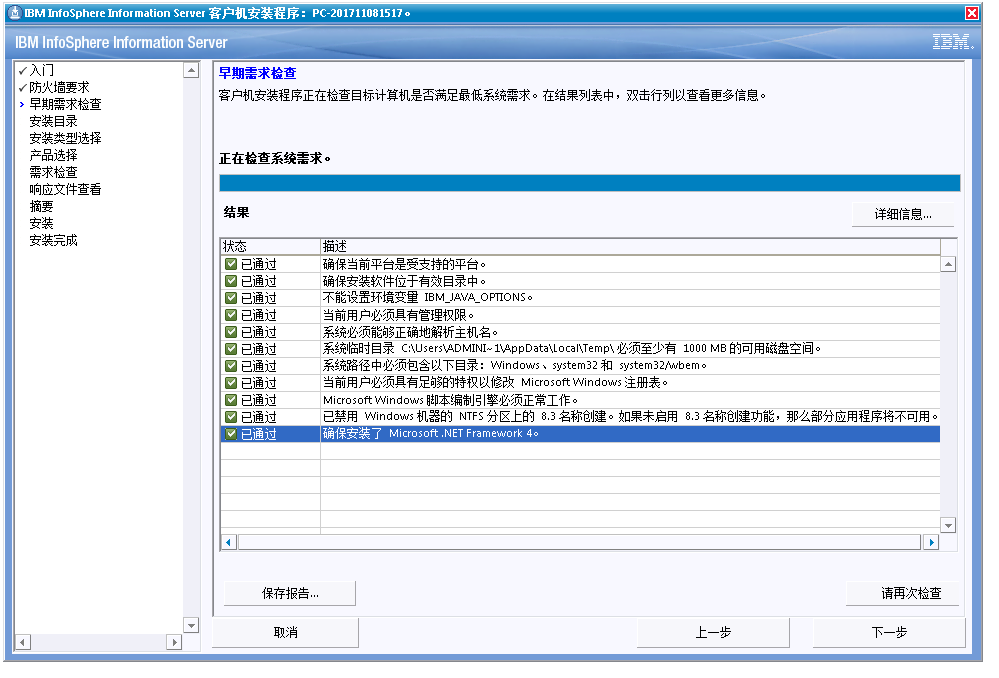 IBM InfoSphere Information Server 客户机安装程序：PC-201711081517。
IBM InfoSphere Information Server
IBM.
入门
防火墙要求
早期需求检查
安装目录
安装类型选择
产品选择
需求检查
响应文件查看
摘要
安装
安装完成
早期需求检查
客户机安装程序正在检查目标计算机是否满足最低系统需求。在结果列表中，双击行列以查看更多信息。
正在检查系统需求。
结果
详细信息...
状态 描述
已通过 确保当前平台是受支持的平台。
已通过 确保安装软件位于有效目录中。
已通过 不能设置环境变量 IBM_JAVA_OPTIONS。
已通过 当前用户必须具有管理权限。
已通过 系统必须能够正确地解析主机名。
已通过 系统临时目录 C:\Users\ADMINI~1\AppData\Local\Temp\ 必须至少有 1000 MB 的可用磁盘空间。
已通过 系统路径中必须包含以下目录：Windows、system32 和 system32/wbem。
已通过 当前用户必须具有足够的特权以修改 Microsoft Windows 注册表。
已通过 Microsoft Windows 脚本编制引擎必须正常工作。
已通过 已禁用 Windows 机器的 NTFS 分区上的 8.3 名称创建。如果未启用 8.3 名称创建功能，那么部分应用程序将不可用。
已通过 确保安装了 Microsoft .NET Framework 4。
保存报告...
请再次检查
取消
上一步
下一步